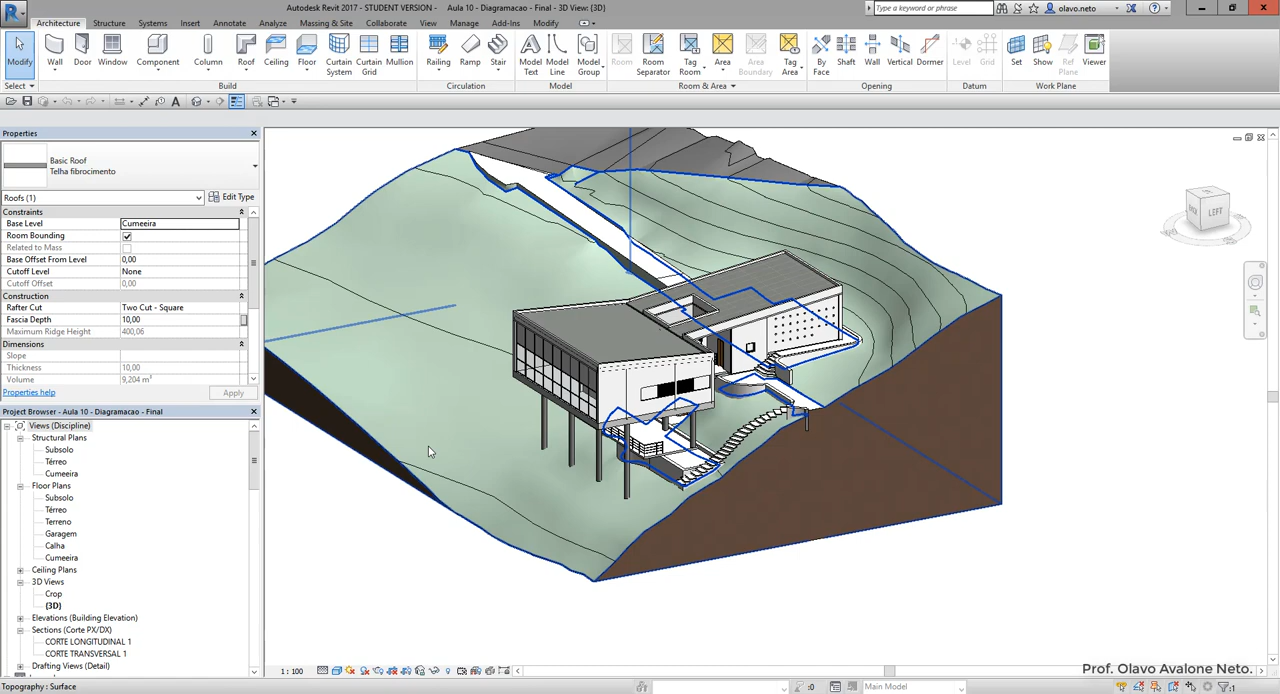 Autodesk Revit 2017 - STUDENT VERSION - Aula 10 - Diagramacao - Final - 3D View: {3D}
Type a keyword or phrase
olavo.neto
Architecture Structure Systems Insert Annotate Analyze Massing & Site Collaborate View Manage Add-Ins Modify
Modify Wall Door Window Component Column Roof Ceiling Floor Curtain System Curtain Grid Mullion Railing Ramp Stair Model Text Model Line Model Group Room Room Separator Tag Room Area Area Boundary Tag Area By Face Shaft Wall Vertical Dormer Level Grid Set Show Ref Plane Viewer
Select Build Circulation Model Room & Area Opening Datum Work Plane
Properties
Basic Roof
Telha fibrocimento
Roofs (1) Edit Type
Constraints
Base Level Cumeeira
Room Bounding
Related to Mass
Base Offset From Level 0,00
Cutoff Level None
Cutoff Offset 0,00
Construction
Rafter Cut Two Cut - Square
Fascia Depth 10,00
Maximum Ridge Height 400,06
Dimensions
Slope
Thickness 10,00
Volume 9,204 m³
Properties help Apply
Project Browser - Aula 10 - Diagramacao - Final
Views (Discipline)
Structural Plans
Subsolo
Térreo
Cumeeira
Floor Plans
Subsolo
Térreo
Terreno
Garagem
Calha
Cumeeira
Ceiling Plans
3D Views
Crop
{3D}
Elevations (Building Elevation)
Sections (Corte PX/DX)
CORTE LONGITUDINAL 1
CORTE TRANSVERSAL 1
Drafting Views (Detail)
LEFT
1 : 100
Prof. Olavo Avalone Neto.
Topography : Surface
:0
Main Model
:1